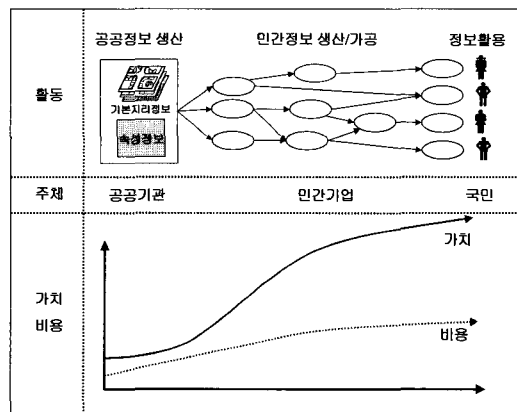 공공정보 생산 민간정보 생산/가공 정보활용
활동
기본지리정보
속성정보
주체 공공기관 민간기업 국민
가치
가치
비용
비용